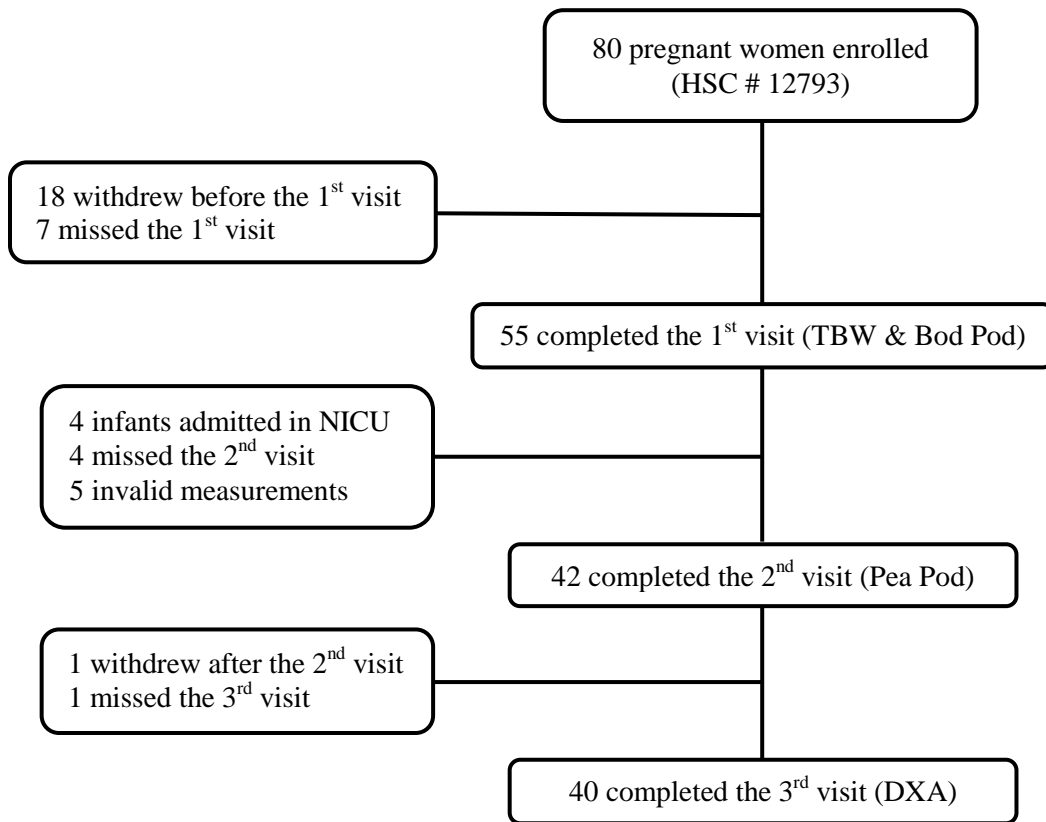 80 pregnant women enrolled
(HSC # 12793)
18 withdrew before the 1st visit
7 missed the 1st visit
55 completed the 1st visit (TBW & Bod Pod)
4 infants admitted in NICU
4 missed the 2nd visit
5 invalid measurements
42 completed the 2nd visit (Pea Pod)
1 withdrew after the 2nd visit
1 missed the 3rd visit
40 completed the 3rd visit (DXA)